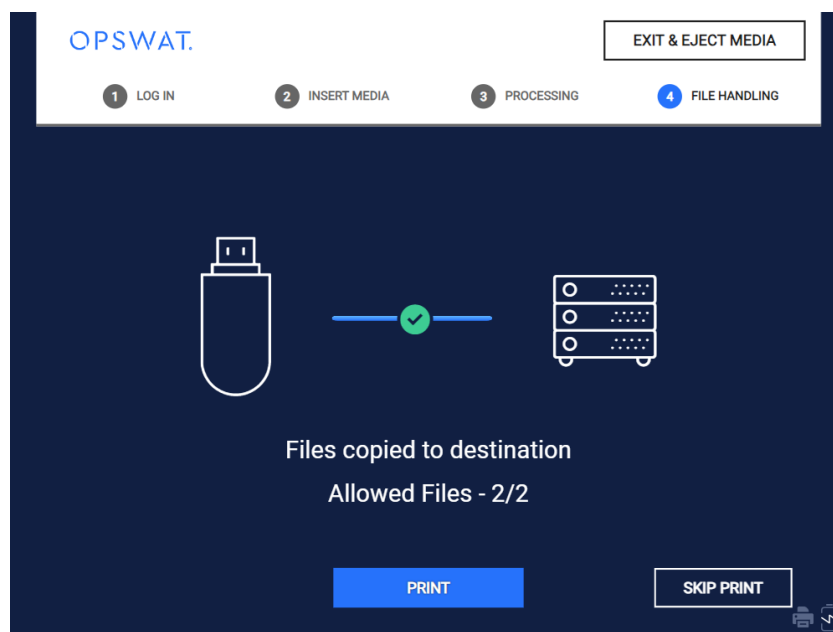 OPSWAT.
EXIT & EJECT MEDIA
1 LOG IN
2 INSERT MEDIA
3 PROCESSING
4 FILE HANDLING
Files copied to destination
Allowed Files - 2/2
PRINT
SKIP PRINT